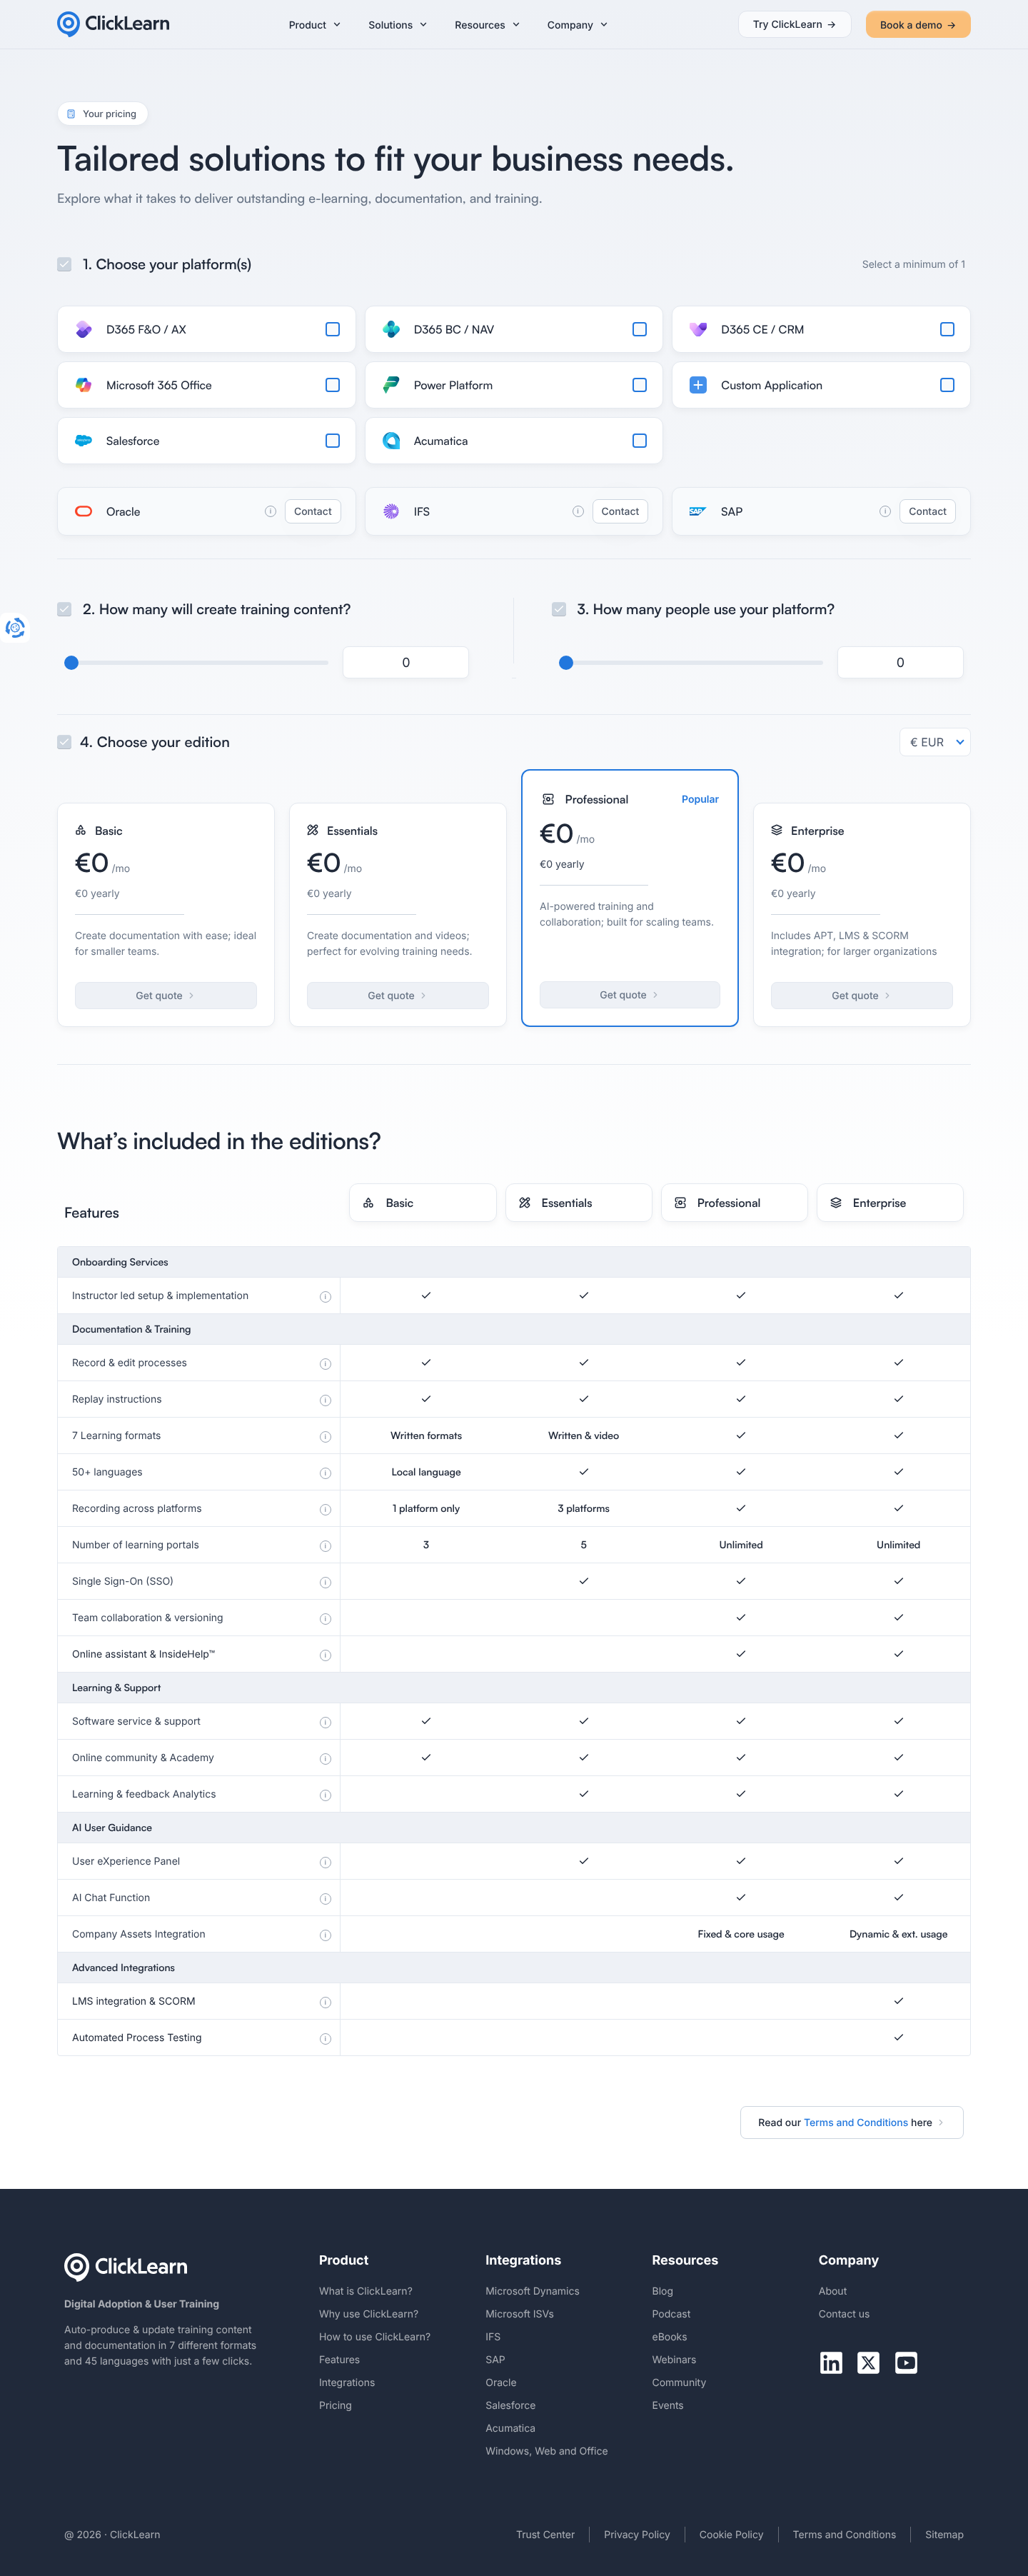 ClickLearn
Product
Solutions
Resources
Company
Try ClickLearn →
Book a demo →
Your pricing
Tailored solutions to fit your business needs.
Explore what it takes to deliver outstanding e-learning, documentation, and training.
1. Choose your platform(s)
Select a minimum of 1
D365 F&O / AX
D365 BC / NAV
D365 CE / CRM
Microsoft 365 Office
Power Platform
Custom Application
Salesforce
Acumatica
Oracle
Contact
IFS
Contact
SAP
SAP
Contact
2. How many will create training content?
3. How many people use your platform?
0
0
4. Choose your edition
€ EUR
Basic
€0 /mo
€0 yearly
Create documentation with ease; ideal
for smaller teams.
Get quote
Essentials
€0 /mo
€0 yearly
Create documentation and videos;
perfect for evolving training needs.
Get quote
Professional
Popular
€0 /mo
€0 yearly
AI-powered training and
collaboration; built for scaling teams.
Get quote
Enterprise
€0 /mo
€0 yearly
Includes APT, LMS & SCORM
integration; for larger organizations
Get quote
What's included in the editions?
Features
Basic
Essentials
Professional
Enterprise
Onboarding Services
Instructor led setup & implementation
Documentation & Training
Record & edit processes
Replay instructions
7 Learning formats
Written formats
Written & video
50+ languages
Local language
Recording across platforms
1 platform only
3 platforms
Number of learning portals
3
5
Unlimited
Unlimited
Single Sign-On (SSO)
Team collaboration & versioning
Online assistant & InsideHelp™
Learning & Support
Software service & support
Online community & Academy
Learning & feedback Analytics
AI User Guidance
User eXperience Panel
AI Chat Function
Company Assets Integration
Fixed & core usage
Dynamic & ext. usage
Advanced Integrations
LMS integration & SCORM
Automated Process Testing
Read our Terms and Conditions here
ClickLearn
Digital Adoption & User Training
Auto-produce & update training content
and documentation in 7 different formats
and 45 languages with just a few clicks.
Product
What is ClickLearn?
Why use ClickLearn?
How to use ClickLearn?
Features
Integrations
Pricing
Integrations
Microsoft Dynamics
Microsoft ISVs
IFS
SAP
Oracle
Salesforce
Acumatica
Windows, Web and Office
Resources
Blog
Podcast
eBooks
Webinars
Community
Events
Company
About
Contact us
@ 2026 · ClickLearn
Trust Center
Privacy Policy
Cookie Policy
Terms and Conditions
Sitemap